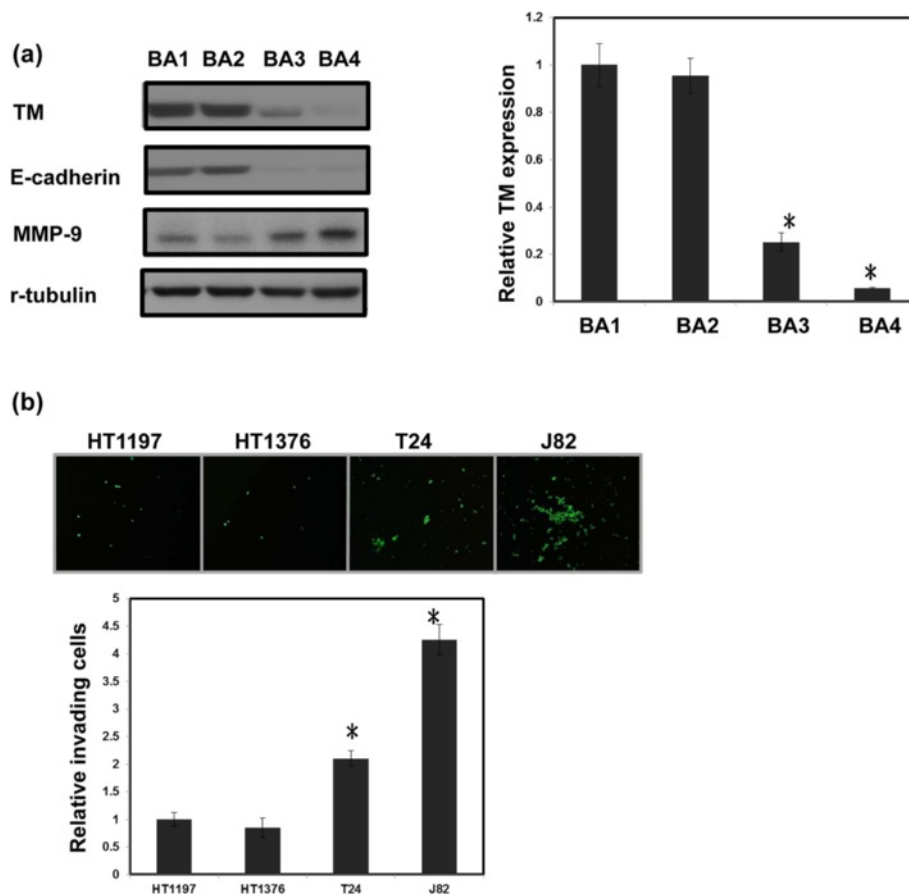 (a)
BA1 BA2 BA3 BA4
TM
E-cadherin
MMP-9
r-tubulin
Relative TM expression
1.2
1
0.8
0.6
0.4
0.2
0
*
*
BA1 BA2 BA3 BA4
(b)
HT1197 HT1376 T24 J82
Relative invading cells
5
4.5
4
3.5
3
2.5
2
1.5
1
0.5
0
*
*
HT1197 HT1376 T24 J82